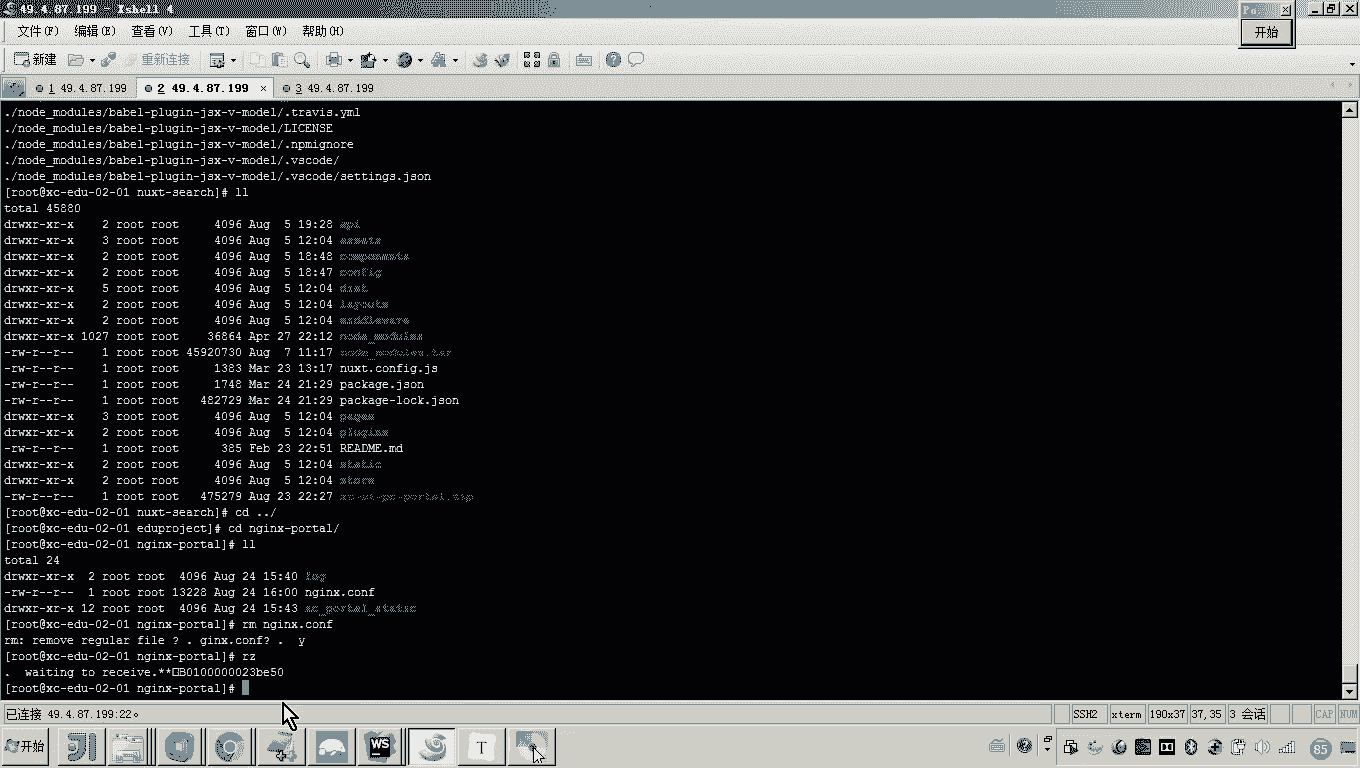 49.4.87.199 - Xshell 4
开始
文件(F) 编辑(E) 查看(V) 工具(T) 窗口(W) 帮助(H)
新建 重新连接
1 49.4.87.199 2 49.4.87.199 × 3 49.4.87.199
./node_modules/babel-plugin-jsx-v-model/.travis.yml
./node_modules/babel-plugin-jsx-v-model/LICENSE
./node_modules/babel-plugin-jsx-v-model/.npmignore
./node_modules/babel-plugin-jsx-v-model/.vscode/
./node_modules/babel-plugin-jsx-v-model/.vscode/settings.json
[root@xc-edu-02-01 nuxt-search]# ll
total 45880
drwxr-xr-x 2 root root 4096 Aug 5 19:28 api
drwxr-xr-x 3 root root 4096 Aug 5 12:04 assets
drwxr-xr-x 2 root root 4096 Aug 5 18:48 components
drwxr-xr-x 2 root root 4096 Aug 5 18:47 config
drwxr-xr-x 5 root root 4096 Aug 5 12:04 dist
drwxr-xr-x 2 root root 4096 Aug 5 12:04 layouts
drwxr-xr-x 2 root root 4096 Aug 5 12:04 middleware
drwxr-xr-x 1027 root root 36864 Apr 27 22:12 node_modules
-rw-r--r-- 1 root root 45920730 Aug 7 11:17 node_modules.tar
-rw-r--r-- 1 root root 1383 Mar 23 13:17 nuxt.config.js
-rw-r--r-- 1 root root 1748 Mar 24 21:29 package.json
-rw-r--r-- 1 root root 482729 Mar 24 21:29 package-lock.json
drwxr-xr-x 3 root root 4096 Aug 5 12:04 pages
drwxr-xr-x 2 root root 4096 Aug 5 12:04 plugins
-rw-r--r-- 1 root root 385 Feb 23 22:51 README.md
drwxr-xr-x 2 root root 4096 Aug 5 12:04 static
drwxr-xr-x 2 root root 4096 Aug 5 12:04 store
-rw-r--r-- 1 root root 475279 Aug 23 22:27 xc-ui-pc-portal.zip
[root@xc-edu-02-01 nuxt-search]# cd ../
[root@xc-edu-02-01 eduproject]# cd nginx-portal/
[root@xc-edu-02-01 nginx-portal]# ll
total 24
drwxr-xr-x 2 root root 4096 Aug 24 15:40 log
-rw-r--r-- 1 root root 13228 Aug 24 16:00 nginx.conf
drwxr-xr-x 12 root root 4096 Aug 24 15:43 xc_portal_static
[root@xc-edu-02-01 nginx-portal]# rm nginx.conf
rm: remove regular file ? . ginx.conf? . y
[root@xc-edu-02-01 nginx-portal]# rz
. waiting to receive.**B0100000023be50
[root@xc-edu-02-01 nginx-portal]#
已连接 49.4.87.199:22。 SSH2 xterm 190x37 37,35 3 会话 CAP NUM
开始 WS T 85